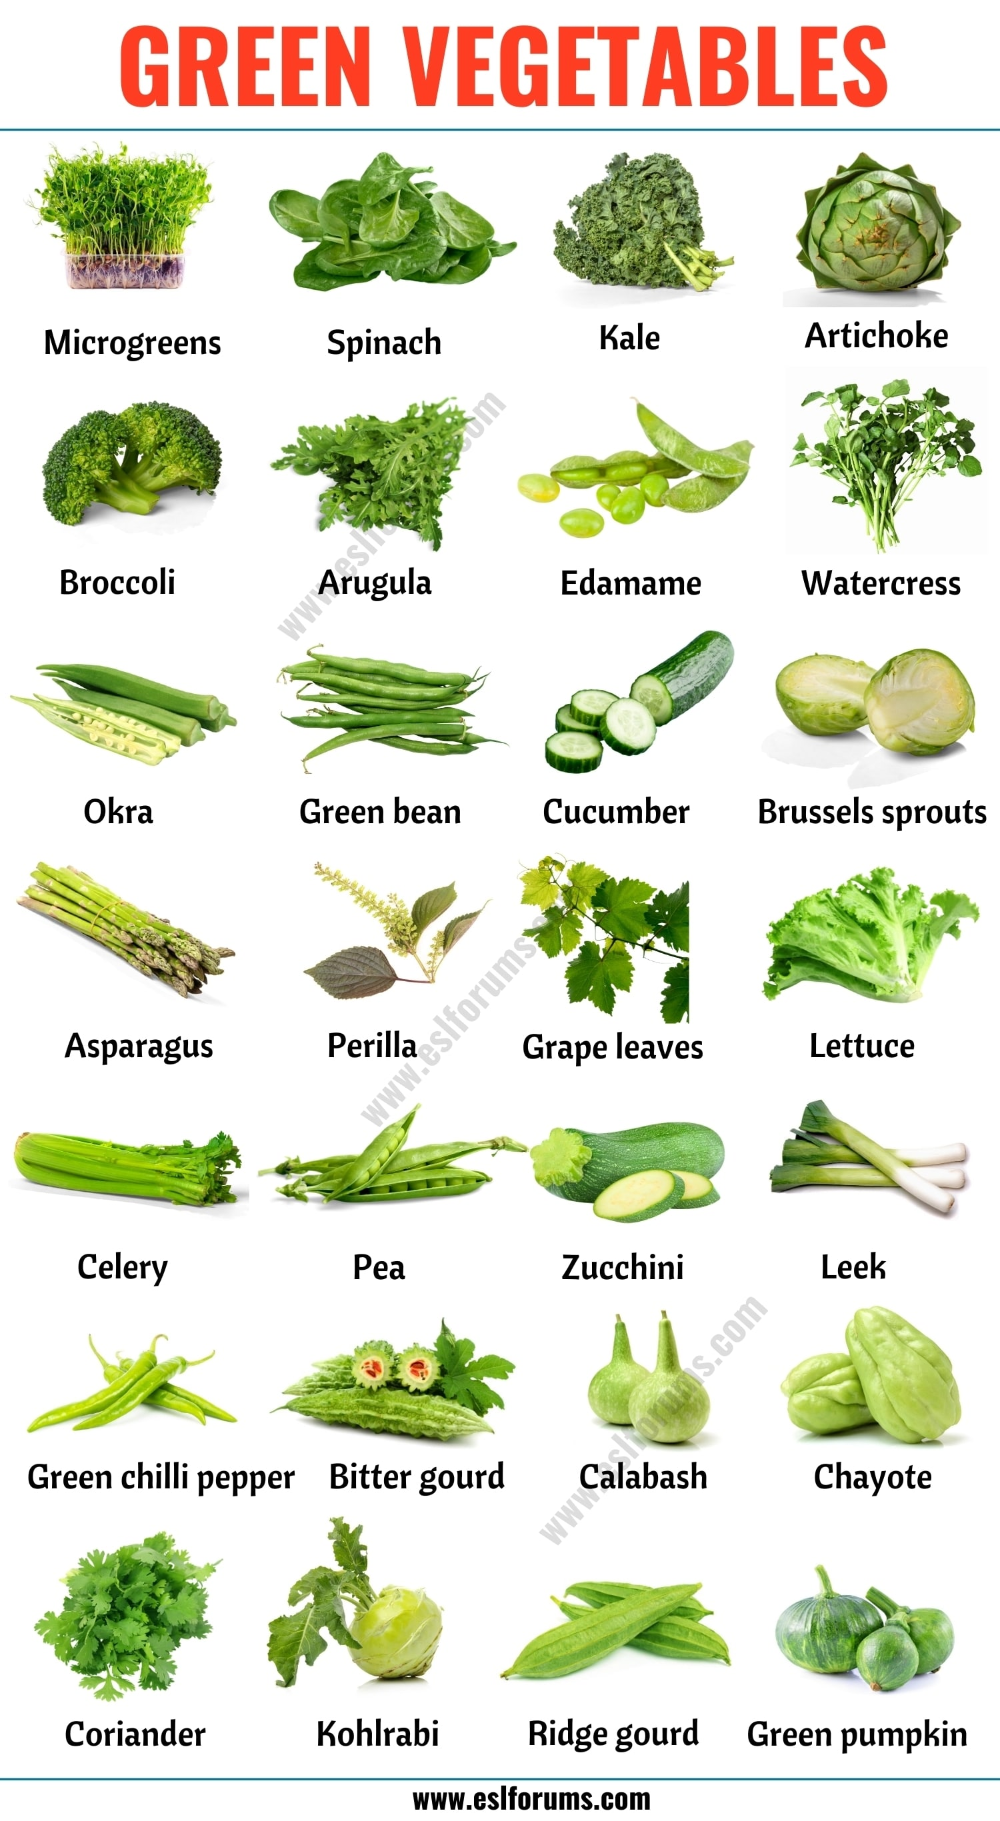 GREEN VEGETABLES
Microgreens
Spinach
Kale
Artichoke
Broccoli
Arugula
Edamame
Watercress
www.eslforums.com
Okra
Green bean
Cucumber
Brussels sprouts
Asparagus
Perilla
Grape leaves
Lettuce
www.eslforums.c
Celery
Pea
Zucchini
Leek
Green chilli pepper
Bitter gourd
Calabash
Chayote
www.eslforums.com
Coriander
Kohlrabi
Ridge gourd
Green pumpkin
www.eslforums.com